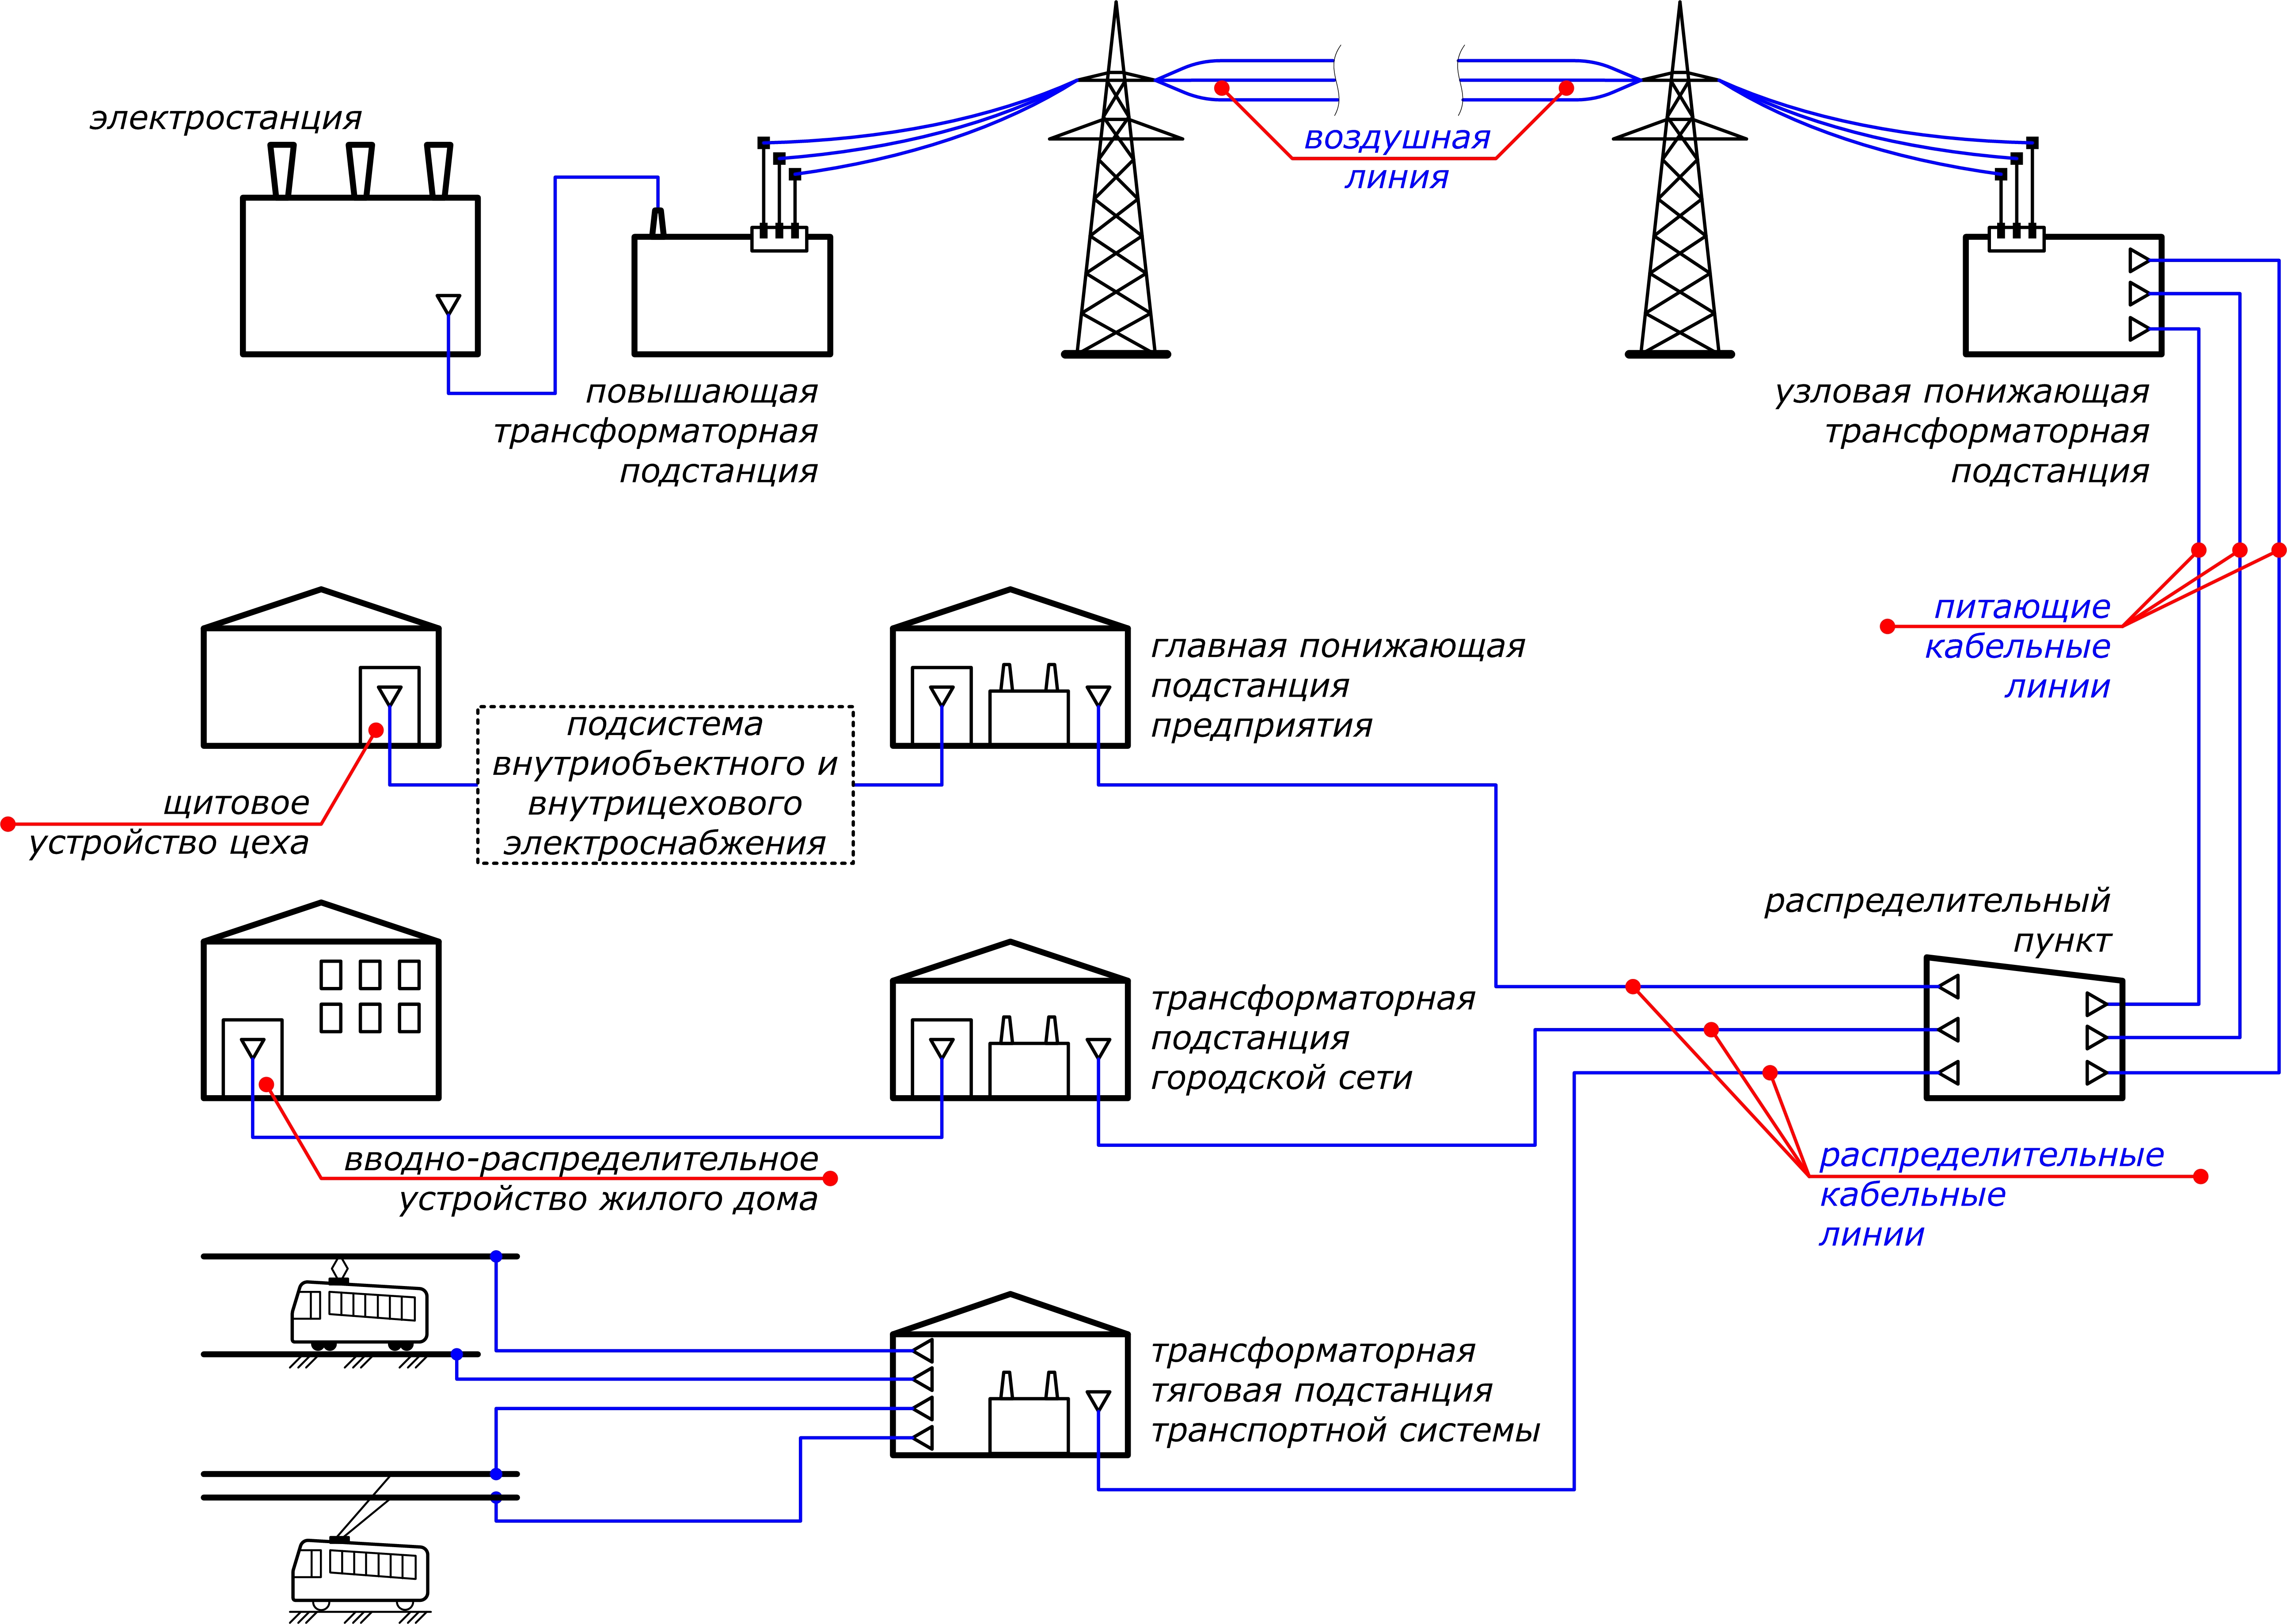 электростанция
воздушная
линия
повышающая
трансформаторная
подстанция
узловая понижающая
трансформаторная
подстанция
питающие
кабельные
линии
главная понижающая
подстанция
предприятия
подсистема
внутриобъектного и
внутрицехового
электроснабжения
щитовое
устройство цеха
распределительный
пункт
трансформаторная
подстанция
городской сети
вводно-распределительное
устройство жилого дома
распределительные
кабельные
линии
трансформаторная
тяговая подстанция
транспортной системы